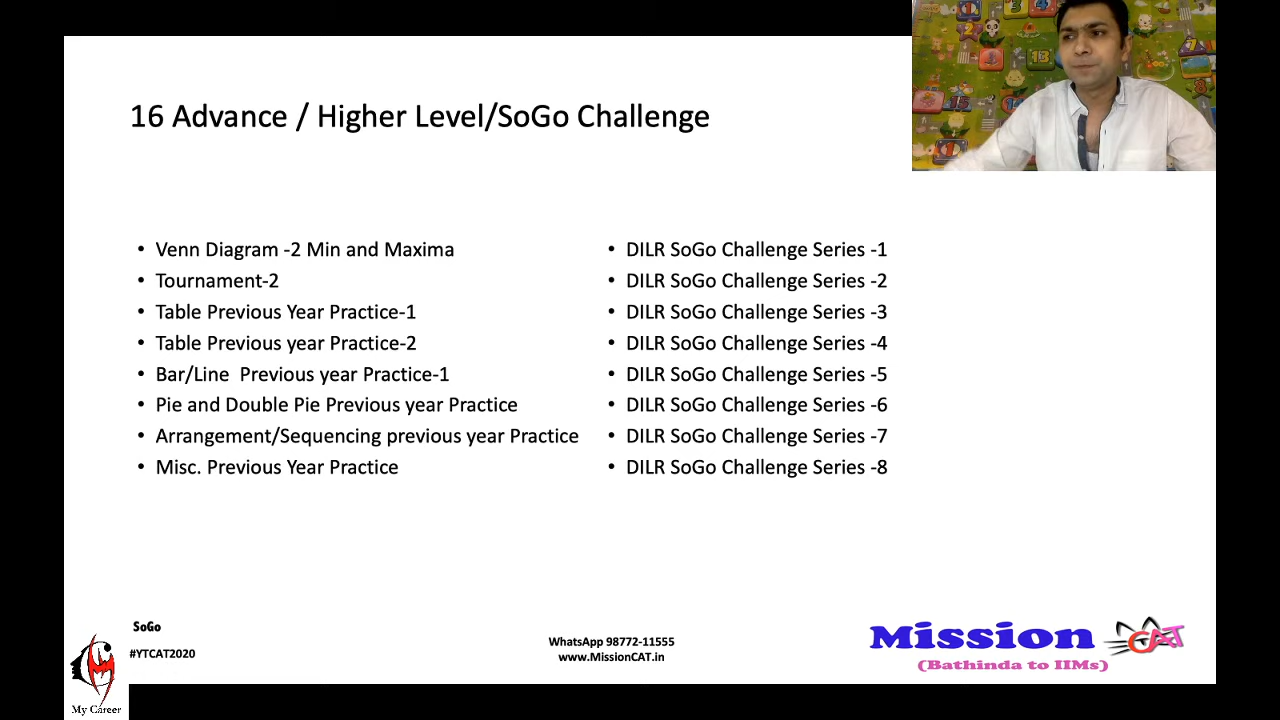 16 Advance / Higher Level/SoGo Challenge
• Venn Diagram -2 Min and Maxima
• Tournament-2
• Table Previous Year Practice-1
• Table Previous year Practice-2
• Bar/Line Previous year Practice-1
• Pie and Double Pie Previous year Practice
• Arrangement/Sequencing previous year Practice
• Misc. Previous Year Practice
• DILR SoGo Challenge Series -1
• DILR SoGo Challenge Series -2
• DILR SoGo Challenge Series -3
• DILR SoGo Challenge Series -4
• DILR SoGo Challenge Series -5
• DILR SoGo Challenge Series -6
• DILR SoGo Challenge Series -7
• DILR SoGo Challenge Series -8
SoGo
#YTCAT2020
My Career
WhatsApp 98772-11555
www.MissionCAT.in
Mission CAT
(Bathinda to IIMs)